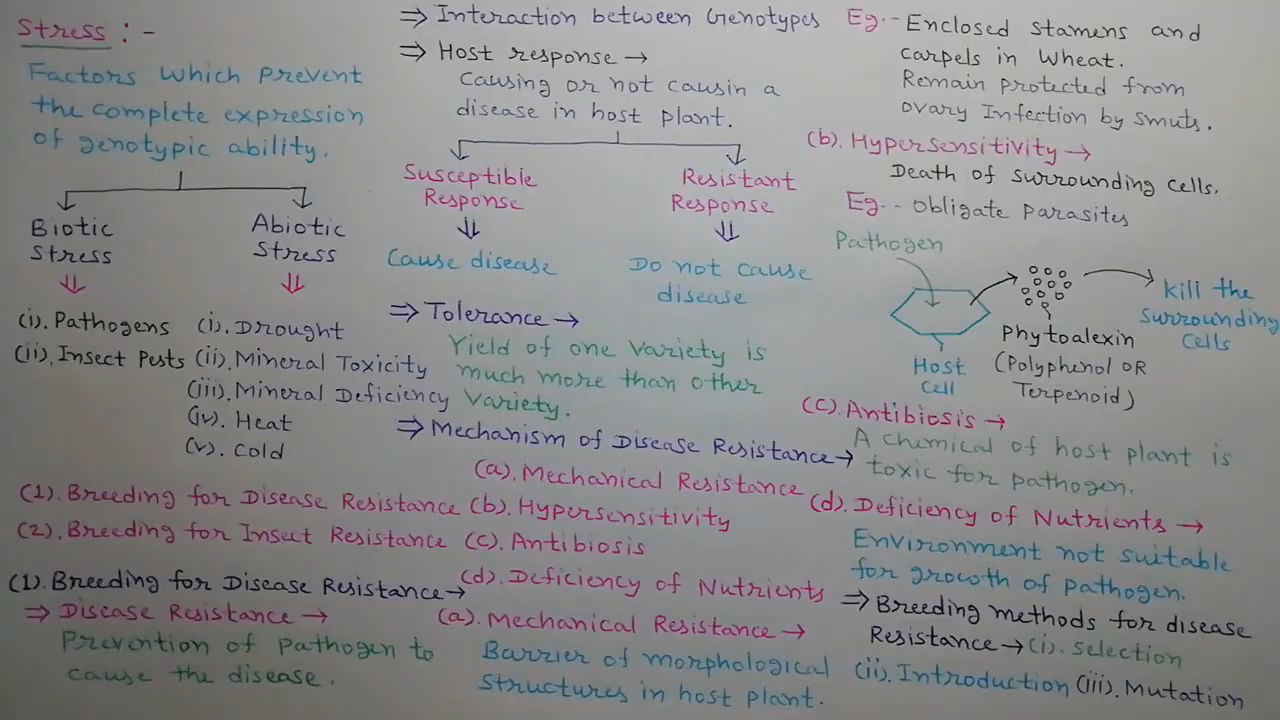 Stress :-
Factors which prevent
the complete expression
of genotypic ability.
Biotic
Stress
Abiotic
Stress
(i). Pathogens
(ii). Insect Pests
(i). Drought
(ii). Mineral Toxicity
(iii). Mineral Deficiency
(iv). Heat
(v). Cold
(1). Breeding for Disease Resistance
(2). Breeding for Insect Resistance
(1). Breeding for Disease Resistance→
⇒ Disease Resistance →
Prevention of pathogen to
cause the disease.
⇒ Interaction between Genotypes
⇒ Host response →
Causing or not causin a
disease in host plant.
Susceptible
Response
Cause disease
Resistant
Response
Do not cause
disease
⇒ Tolerance →
Yield of one variety is
much more than other
variety.
⇒ Mechanism of Disease Resistance→
(a). Mechanical Resistance
(b). Hypersensitivity
(c). Antibiosis
(d). Deficiency of Nutrients
(a). Mechanical Resistance →
Barrier of morphological
structures in host plant.
Eg.- Enclosed stamens and
carpels in Wheat.
Remain protected from
ovary Infection by smuts.
(b). Hypersensitivity →
Death of surrounding cells.
Eg.- Obligate Parasites
Pathogen
Host
Cell
Phytoalexin
(Polyphenol OR
Terpenoid)
kill the
surrounding
cells
(c). Antibiosis →
A chemical of host plant is
toxic for pathogen.
(d). Deficiency of Nutrients →
Environment not suitable
for growth of pathogen.
⇒ Breeding methods for disease
Resistance → (i). Selection
(ii). Introduction (iii). Mutation